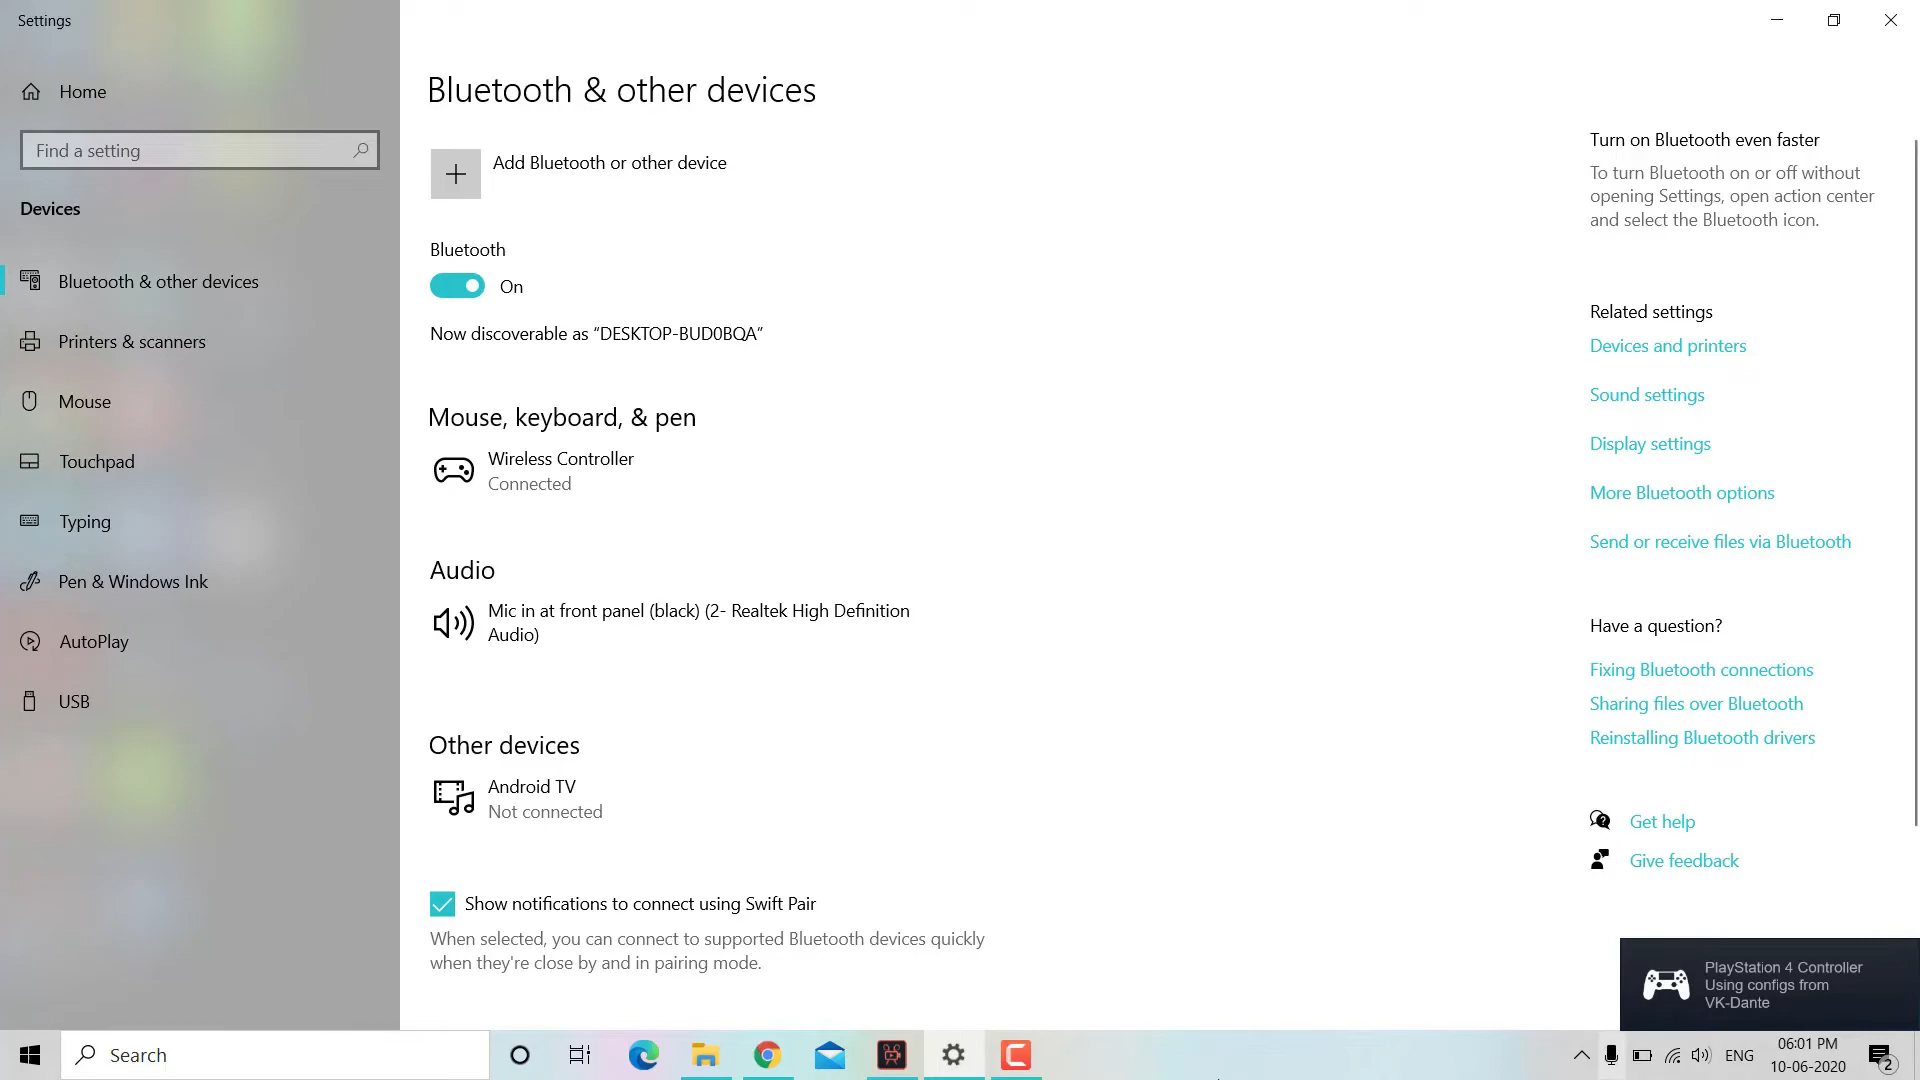 Settings
Home
Find a setting
Devices
Bluetooth & other devices
Printers & scanners
Mouse
Touchpad
Typing
Pen & Windows Ink
AutoPlay
USB
Bluetooth & other devices
Add Bluetooth or other device
Bluetooth
On
Now discoverable as “DESKTOP-BUD0BQA”
Mouse, keyboard, & pen
Wireless Controller
Connected
Audio
Mic in at front panel (black) (2- Realtek High Definition
Audio)
Other devices
Android TV
Not connected
Show notifications to connect using Swift Pair
When selected, you can connect to supported Bluetooth devices quickly
when they're close by and in pairing mode.
Turn on Bluetooth even faster
To turn Bluetooth on or off without
opening Settings, open action center
and select the Bluetooth icon.
Related settings
Devices and printers
Sound settings
Display settings
More Bluetooth options
Send or receive files via Bluetooth
Have a question?
Fixing Bluetooth connections
Sharing files over Bluetooth
Reinstalling Bluetooth drivers
Get help
Give feedback
PlayStation 4 Controller
Using configs from
VK-Dante
Search
ENG
06:01 PM
10-06-2020
2